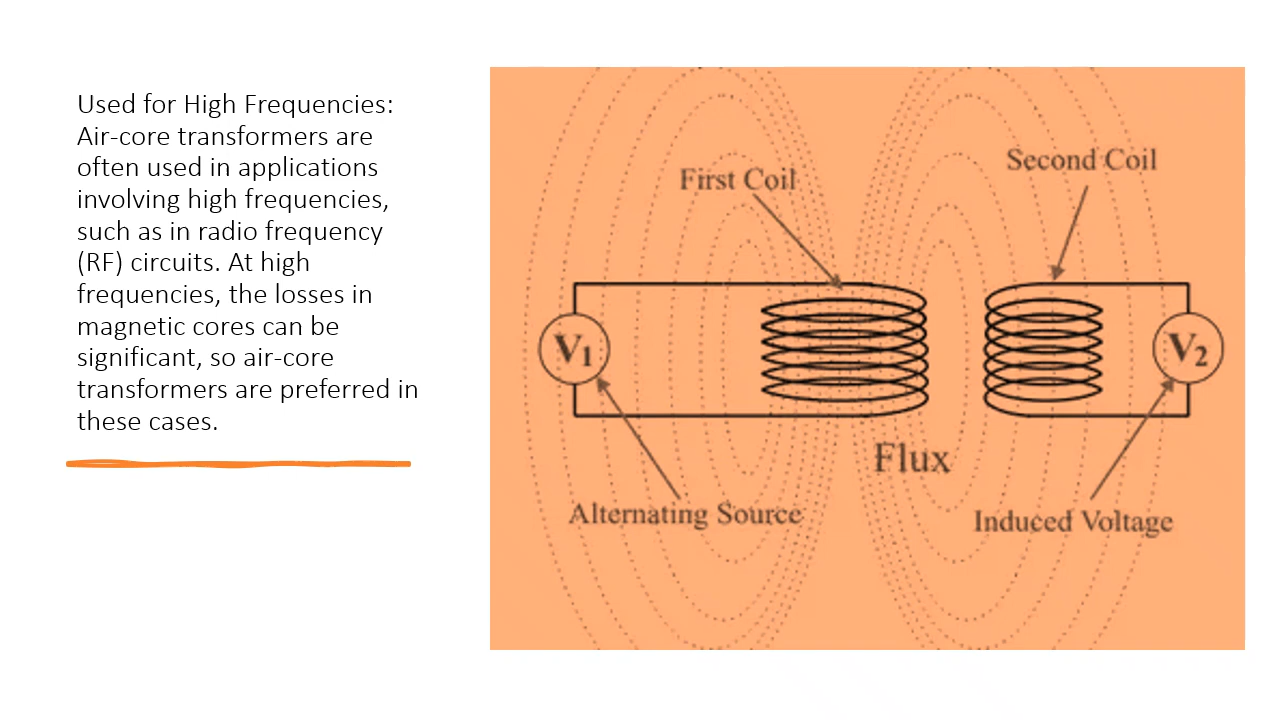 Used for High Frequencies:
Air-core transformers are
often used in applications
involving high frequencies,
such as in radio frequency
(RF) circuits. At high
frequencies, the losses in
magnetic cores can be
significant, so air-core
transformers are preferred in
these cases.
First Coil
Second Coil
V1
V2
Flux
Alternating Source
Induced Voltage